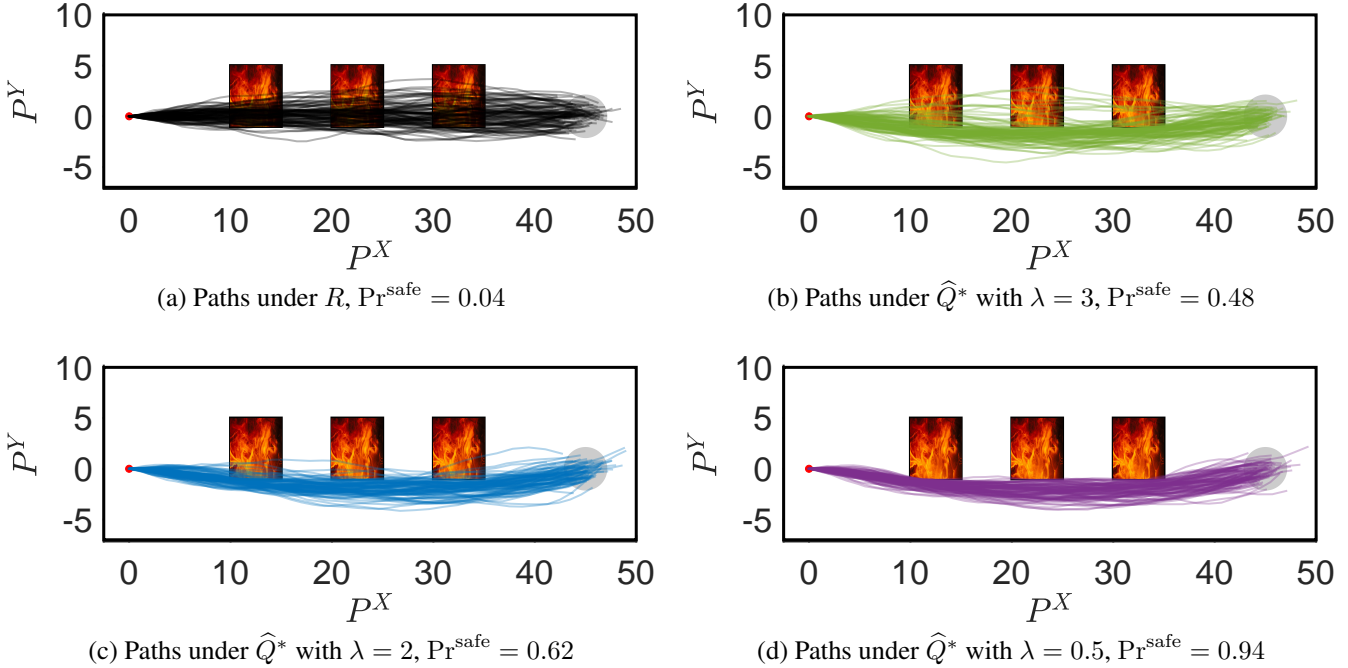 10
5
0
-5
P^Y
0 10 20 30 40 50
P^X
(a) Paths under R, Pr^safe = 0.04
10
5
0
-5
P^Y
0 10 20 30 40 50
P^X
(b) Paths under Q̂* with λ = 3, Pr^safe = 0.48
10
5
0
-5
P^Y
0 10 20 30 40 50
P^X
(c) Paths under Q̂* with λ = 2, Pr^safe = 0.62
10
5
0
-5
P^Y
0 10 20 30 40 50
P^X
(d) Paths under Q̂* with λ = 0.5, Pr^safe = 0.94